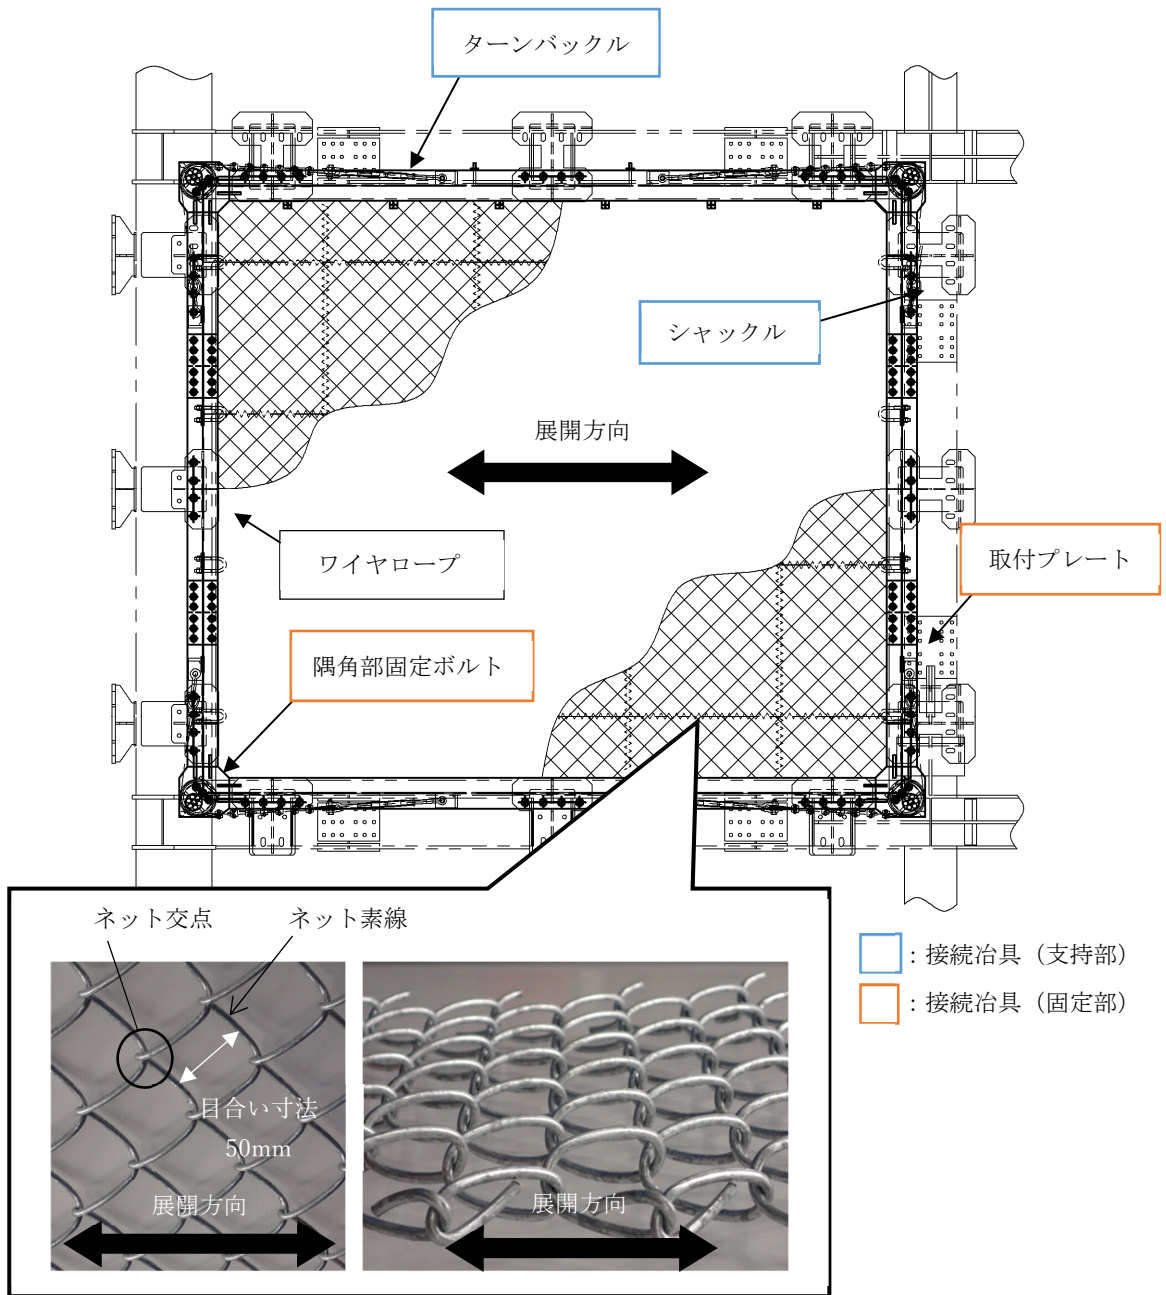 ターンバックル
シャックル
展開方向
ワイヤロープ
取付プレート
隅角部固定ボルト
ネット交点
ネット素線
:接続冶具（支持部）
:接続冶具（固定部）
目合い寸法
50mm
展開方向
展開方向